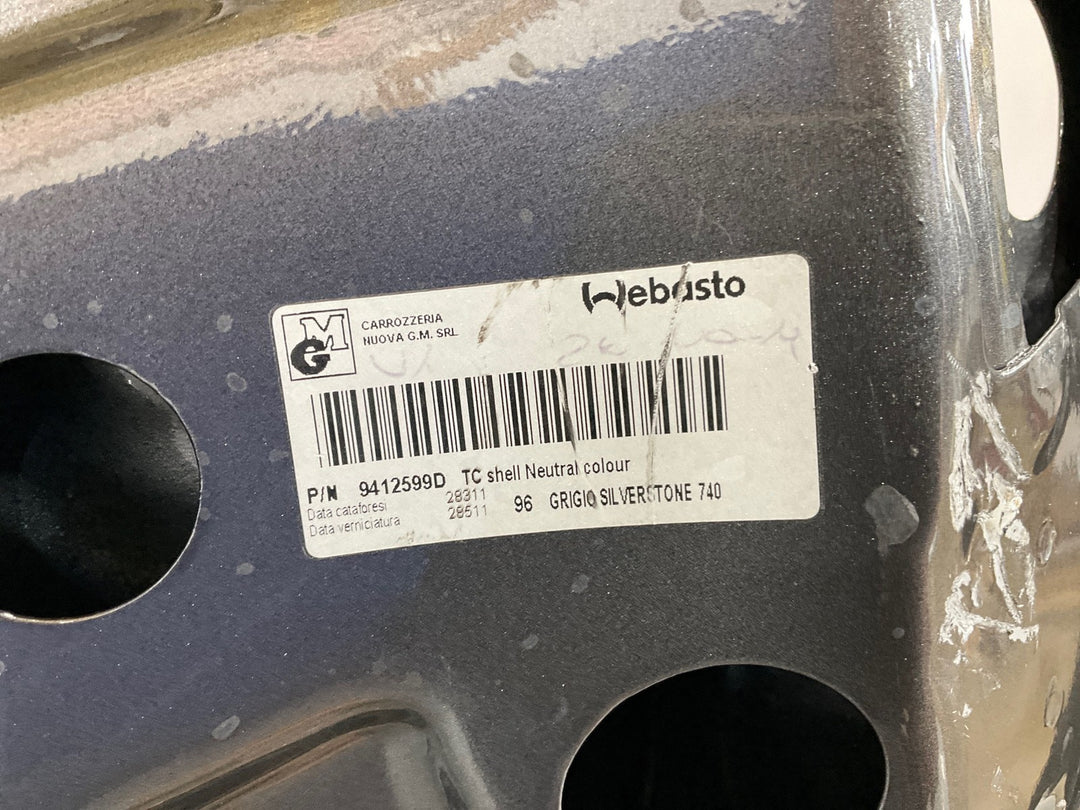 MG
CARROZZERIA
NUOVA G.M. SRL
Webasto
P/N 9412599D TC shell Neutral colour
Data cataforesi 28311
Data verniciatura 28511 96 GRIGIO SILVERSTONE 740